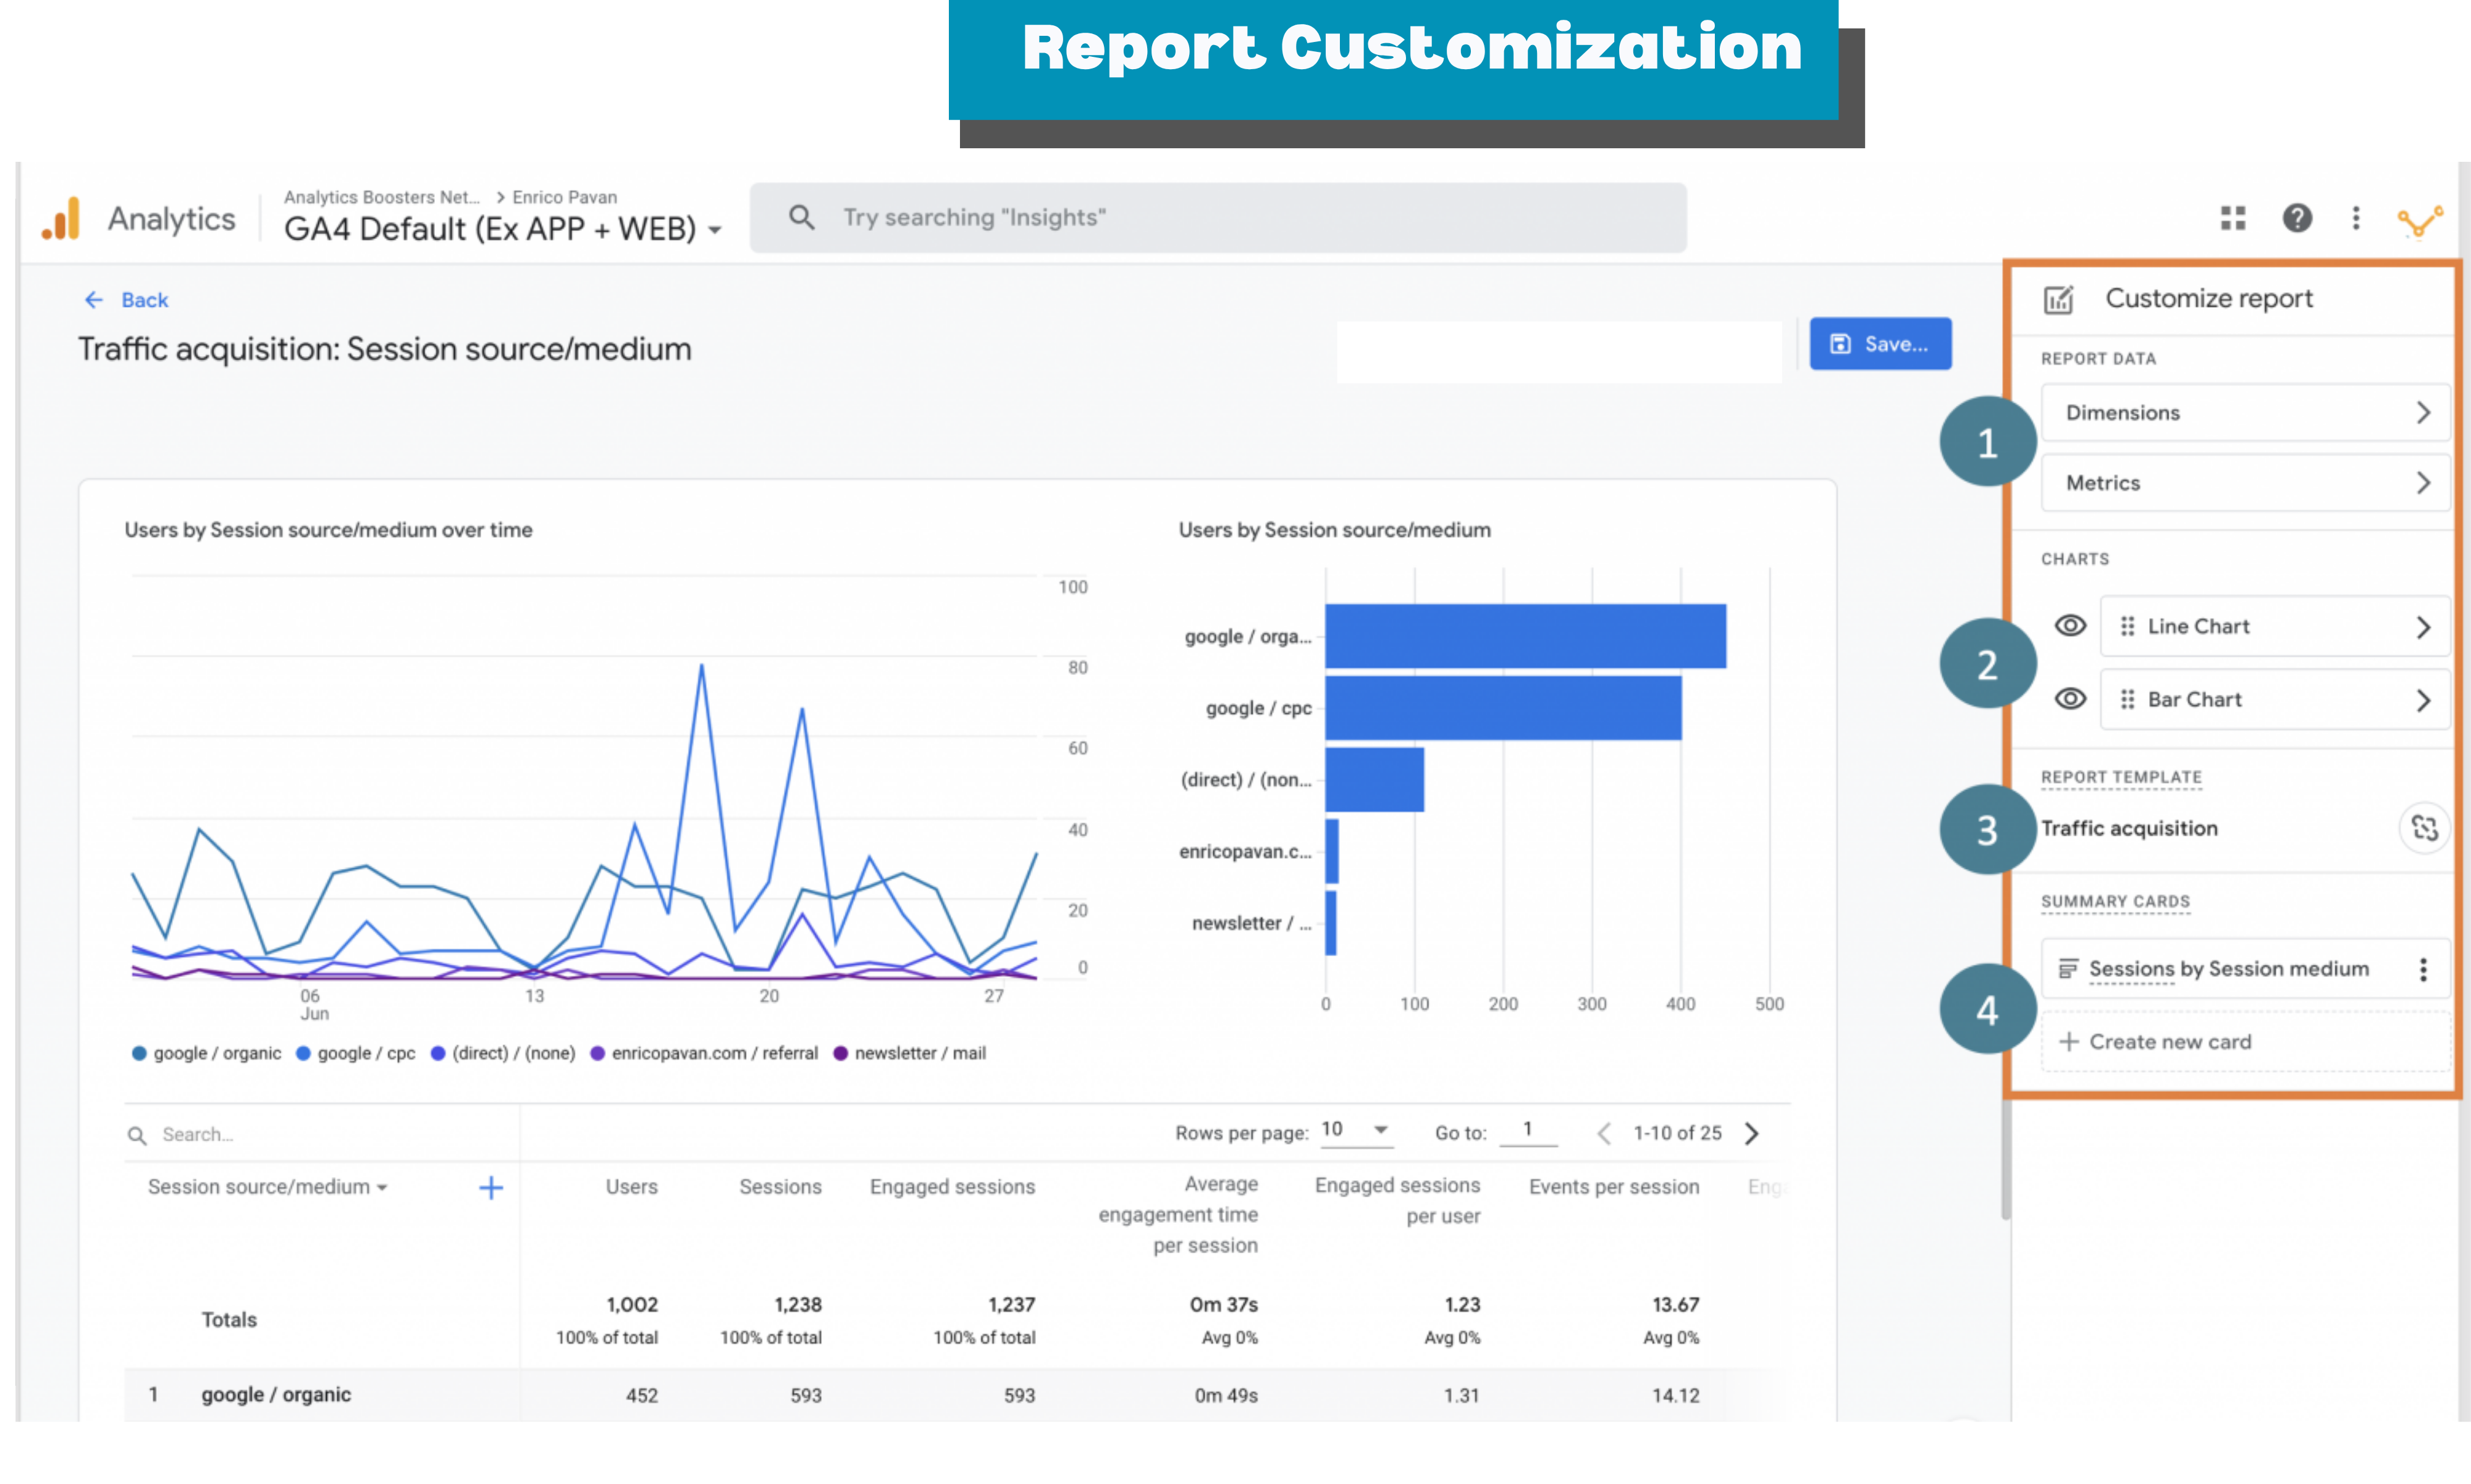 Report Customization
Analytics
Analytics Boosters Net... > Enrico Pavan
GA4 Default (Ex APP + WEB)
Try searching "Insights"
Back
Traffic acquisition: Session source/medium
Save...
Customize report
REPORT DATA
1
Dimensions
Metrics
CHARTS
2
Line Chart
Bar Chart
REPORT TEMPLATE
3
Traffic acquisition
SUMMARY CARDS
4
Sessions by Session medium
+ Create new card
Users by Session source/medium over time
100
80
60
40
20
0
06
Jun
13
20
27
google / organic
google / cpc
(direct) / (none)
enricopavan.com / referral
newsletter / mail
Users by Session source/medium
google / orga...
google / cpc
(direct) / (non...
enricopavan.c...
newsletter / ...
0 100 200 300 400 500
Search...
Rows per page: 10
Go to: 1
1-10 of 25
Session source/medium
+
Users
Sessions
Engaged sessions
Average
engagement time
per session
Engaged sessions
per user
Events per session
Totals
1,002
100% of total
1,238
100% of total
1,237
100% of total
0m 37s
Avg 0%
1.23
Avg 0%
13.67
Avg 0%
1 google / organic 452 593 593 0m 49s 1.31 14.12